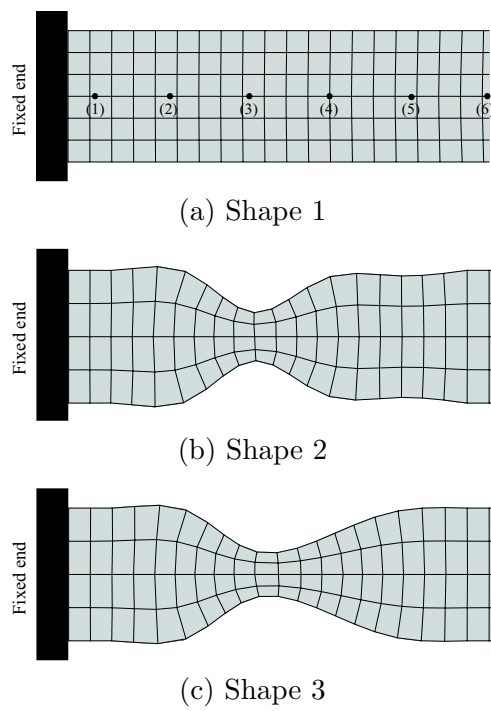 Fixed end
(1) (2) (3) (4) (5) (6)
(a) Shape 1
Fixed end
(b) Shape 2
Fixed end
(c) Shape 3